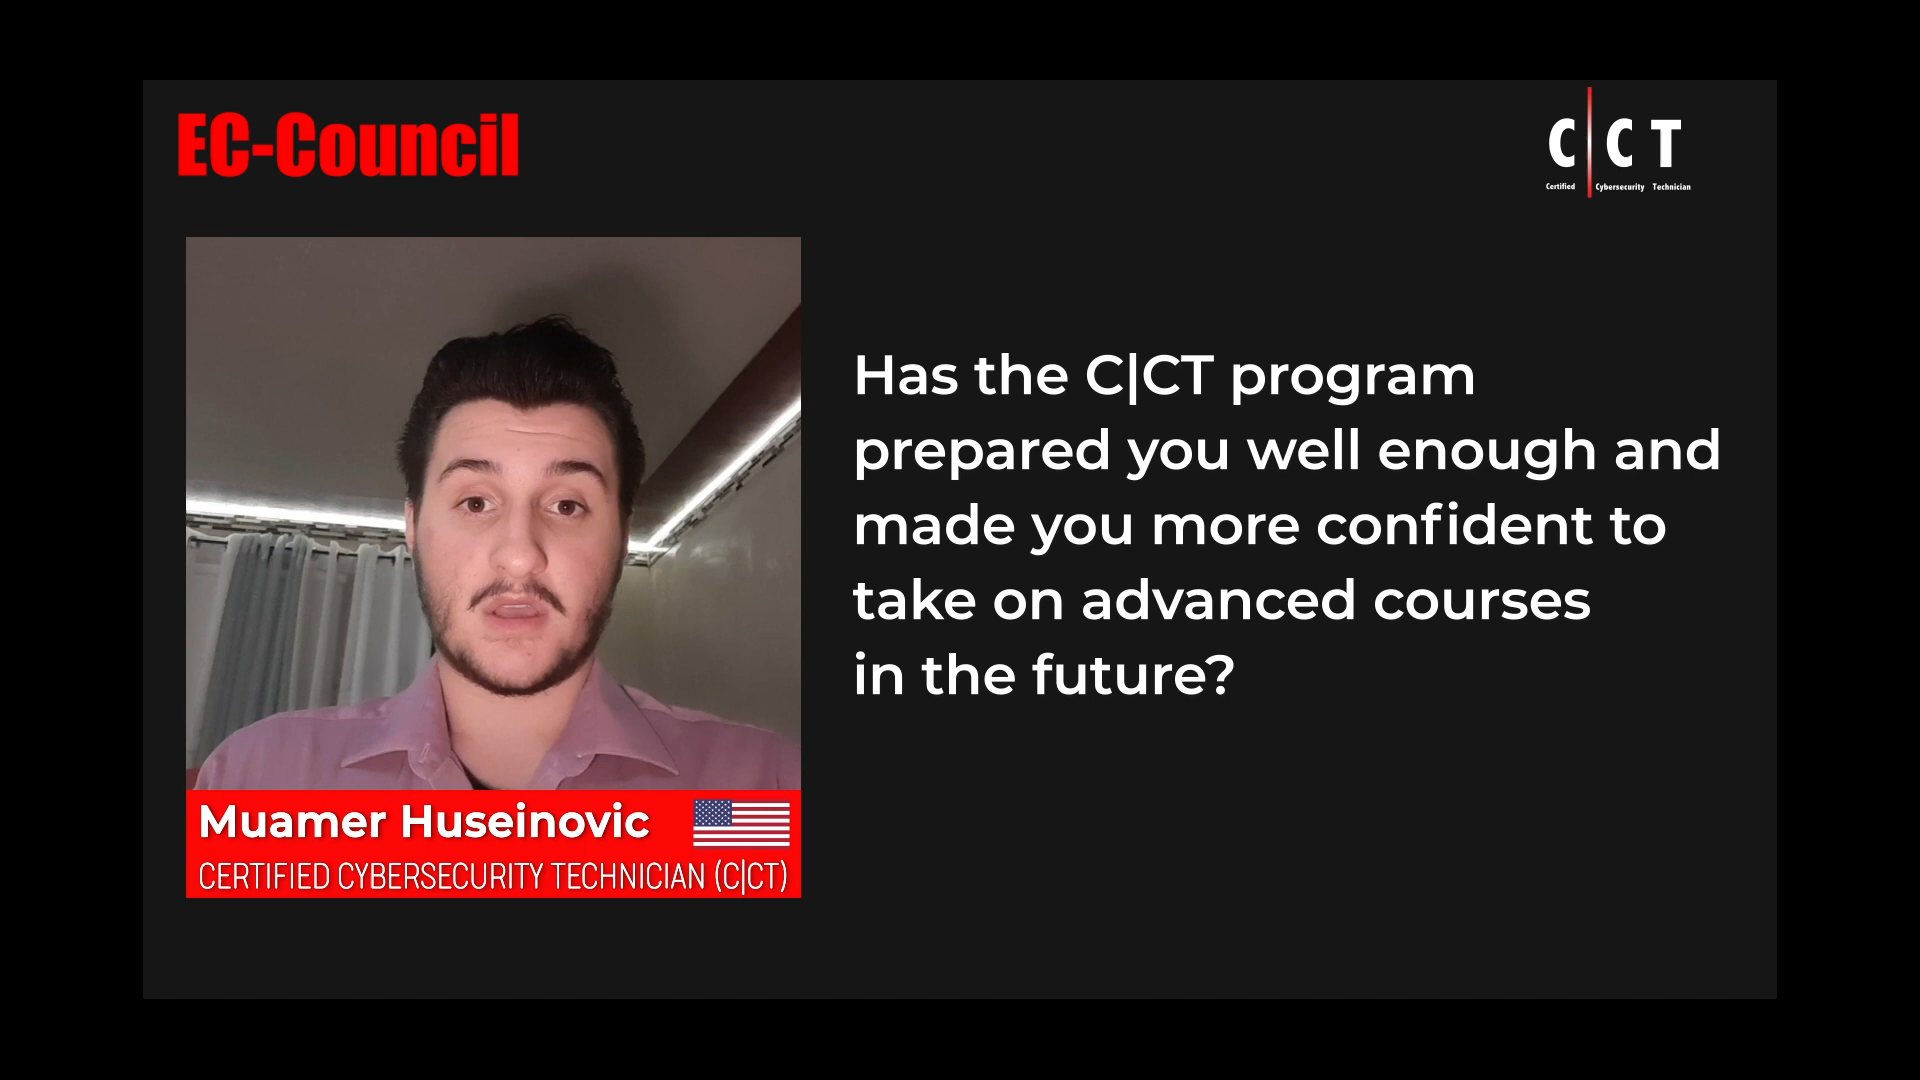 EC-Council
C|CT
Certified Cybersecurity Technician
Has the C|CT program
prepared you well enough and
made you more confident to
take on advanced courses
in the future?
Muamer Huseinovic
CERTIFIED CYBERSECURITY TECHNICIAN (C|CT)